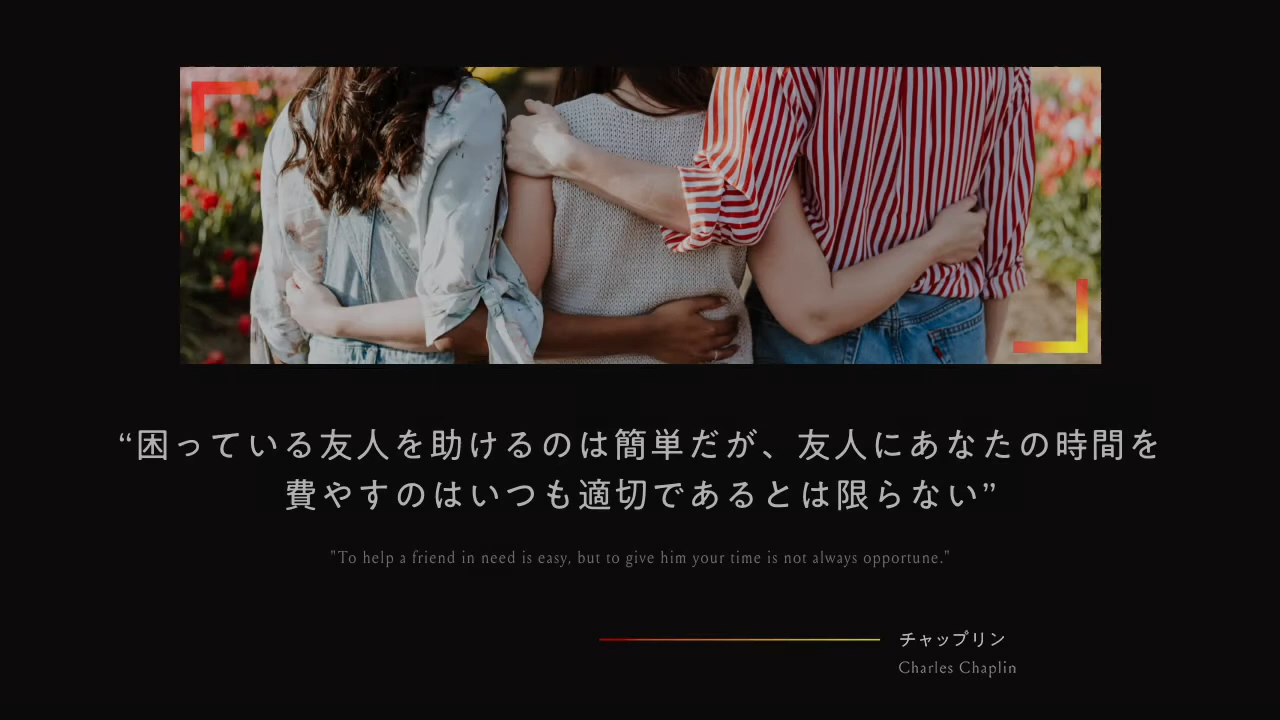 “困っている友人を助けるのは簡単だが、友人にあなたの時間を
費やすのはいつも適切であるとは限らない”
"To help a friend in need is easy, but to give him your time is not always opportune."
チャップリン
Charles Chaplin